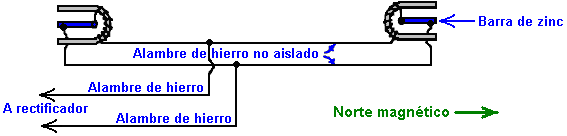 Barra de zinc
Alambre de hierro no aislado
Alambre de hierro
A rectificador
Alambre de hierro
Norte magnético